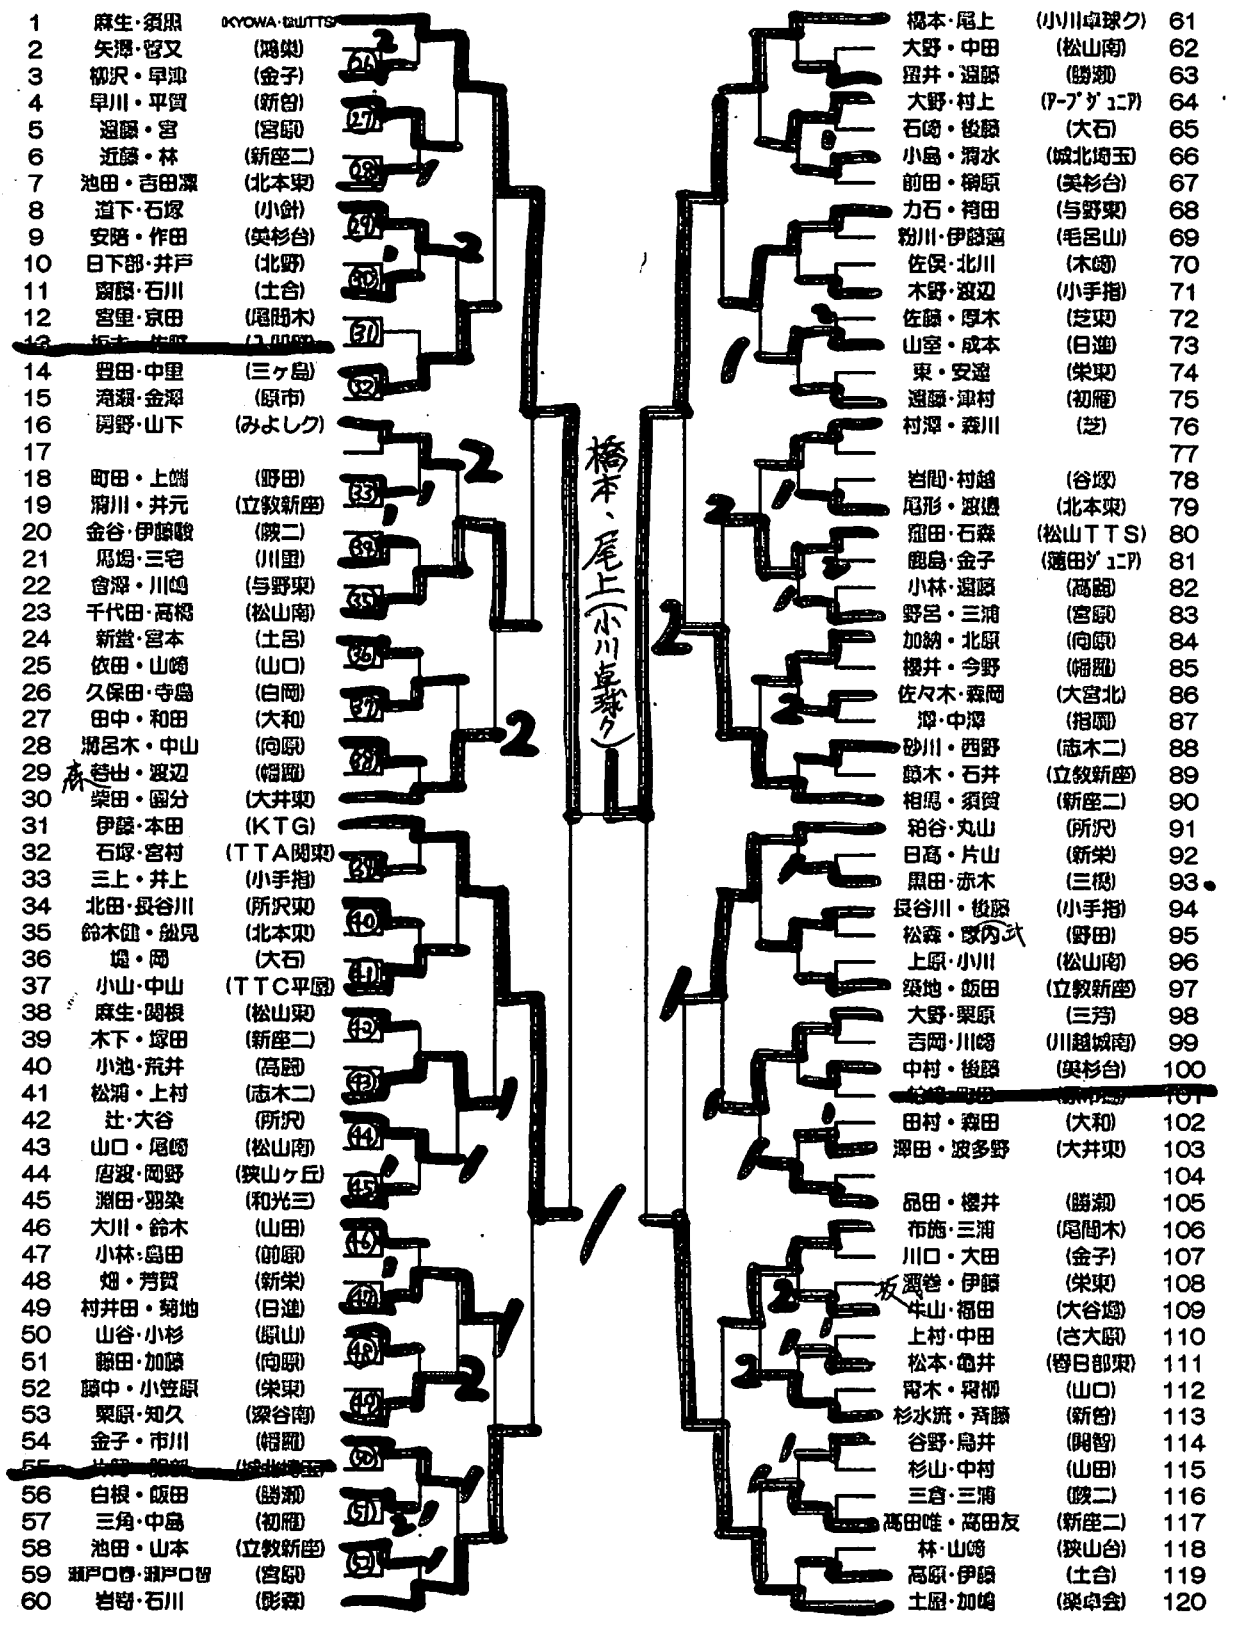 1 麻生・須黒 (KYOWA・松山TTS)
2 矢澤・ (鴻巣)
3 柳沢・早津 (金子)
4 早川・平賀 (新曽)
5 遠藤・宮 (宮原)
6 近藤・林 (新座二)
7 池田・吉田凜 (北本東)
8 道下・石塚 (小針)
9 安陪・作田 (英杉台)
10 日下部・井戸 (北野)
11 齋藤・石川 (土合)
12 宮里・京田 (尾間木)
13
14 豊田・中里 (三ヶ島)
15 滝瀬・金澤 (原市)
16 岡野・山下 (みよしク)
17
18 町田・上端 (野田)
19 滑川・井元 (立教新座)
20 金谷・伊藤駿 (蕨二)
21 馬場・三宅 (川里)
22 會澤・川嶋 (与野東)
23 千代田・高橋 (松山南)
24 新堂・宮本 (土呂)
25 依田・山崎 (山口)
26 久保田・寺島 (白岡)
27 田中・和田 (大和)
28 溝呂木・中山 (向原)
29 森 若山・渡辺 (幡羅)
30 柴田・國分 (大井東)
31 伊藤・本田 (KTG)
32 石塚・宮村 (TTA関東)
33 三上・井上 (小手指)
34 北田・長谷川 (所沢東)
35 鈴木健・舩見 (北本東)
36 堤・岡 (大石)
37 小山・中山 (TTC平屋)
38 麻生・関根 (松山東)
39 木下・塚田 (新座二)
40 小池・荒井 (高麗)
41 松浦・上村 (志木二)
42 辻・大谷 (所沢)
43 山口・尾崎 (松山南)
44 唐渡・岡野 (狭山ヶ丘)
45 淵田・羽染 (和光三)
46 大川・鈴木 (山田)
47 小林・島田 (前原)
48 畑・芳賀 (新栄)
49 村井田・菊地 (日進)
50 山谷・小杉 (原山)
51 藤田・加藤 (向原)
52 藤中・小笠原 (栄東)
53 栗原・知久 (深谷南)
54 金子・市川 (幡羅)
55
56 白根・飯田 (勝瀬)
57 三角・中島 (初雁)
58 池田・山本 (立教新座)
59 瀬戸口春・瀬戸口智 (宮原)
60 岩嵜・石川 (影森)
橋本、尾上(小川卓球ク)
橋本・尾上 (小川卓球ク) 61
大野・中田 (松山南) 62
照井・遠藤 (勝瀬) 63
大野・村上 (アープジュニア) 64
石崎・後藤 (大石) 65
小島・清水 (城北埼玉) 66
前田・榊原 (英杉台) 67
力石・袴田 (与野東) 68
粉川・伊藤 (毛呂山) 69
佐俣・北川 (木崎) 70
木野・渡辺 (小手指) 71
佐藤・厚木 (芝東) 72
山室・成本 (日進) 73
東・安達 (栄東) 74
遠藤・津村 (初雁) 75
村澤・森川 (芝) 76
77
岩間・村越 (谷塚) 78
尾形・渡邉 (北本東) 79
窪田・石森 (松山TTS) 80
鹿島・金子 (蓮田ジュニア) 81
小林・遠藤 (高麗) 82
野呂・三浦 (宮原) 83
加納・北原 (向原) 84
櫻井・今野 (幡羅) 85
佐々木・森岡 (大宮北) 86
澤・中澤 (指扇) 87
砂川・西野 (志木二) 88
藤木・石井 (立教新座) 89
相馬・須賀 (新座二) 90
粕谷・丸山 (所沢) 91
日高・片山 (新栄) 92
黒田・赤木 (三橋) 93
長谷川・後藤 (小手指) 94
松森・ (野田) 95
上原・小川 (松山南) 96
築地・飯田 (立教新座) 97
大野・栗原 (三芳) 98
吉岡・川崎 (川越城南) 99
中村・後藤 (英杉台) 100
101
田村・森田 (大和) 102
澤田・波多野 (大井東) 103
104
品田・櫻井 (勝瀬) 105
布施・三浦 (尾間木) 106
川口・大田 (金子) 107
伊藤 (栄東) 108
牛山・福田 (大谷場) 109
上村・中田 (さ大原) 110
松本・亀井 (春日部東) 111
青木・青柳 (山口) 112
杉水流・斉藤 (新曽) 113
谷野・鳥井 (開智) 114
杉山・中村 (山田) 115
三倉・三浦 (蕨二) 116
高田唯・高田友 (新座二) 117
林・山崎 (狭山台) 118
高原・伊藤 (土合) 119
土屋・加嶋 (楽卓会) 120